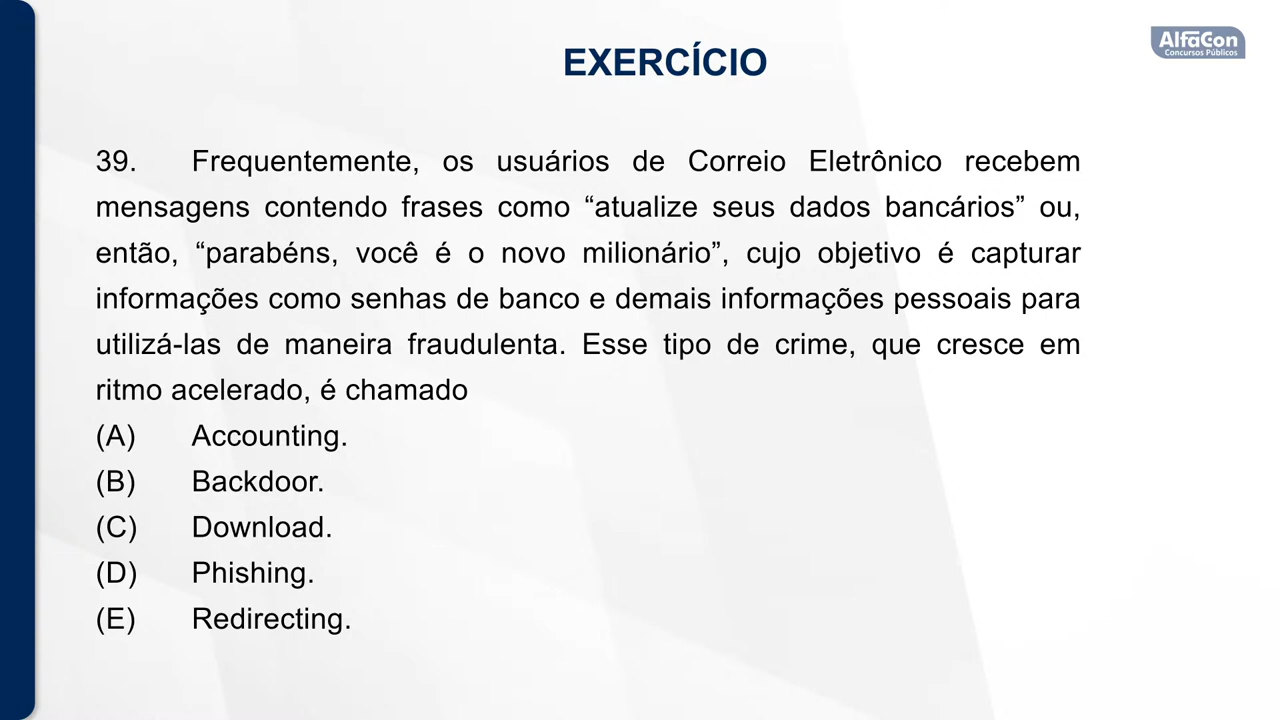 AlfaCon
Concursos Públicos
EXERCÍCIO
39. Frequentemente, os usuários de Correio Eletrônico recebem
mensagens contendo frases como “atualize seus dados bancários” ou,
então, “parabéns, você é o novo milionário”, cujo objetivo é capturar
informações como senhas de banco e demais informações pessoais para
utilizá-las de maneira fraudulenta. Esse tipo de crime, que cresce em
ritmo acelerado, é chamado
(A) Accounting.
(B) Backdoor.
(C) Download.
(D) Phishing.
(E) Redirecting.